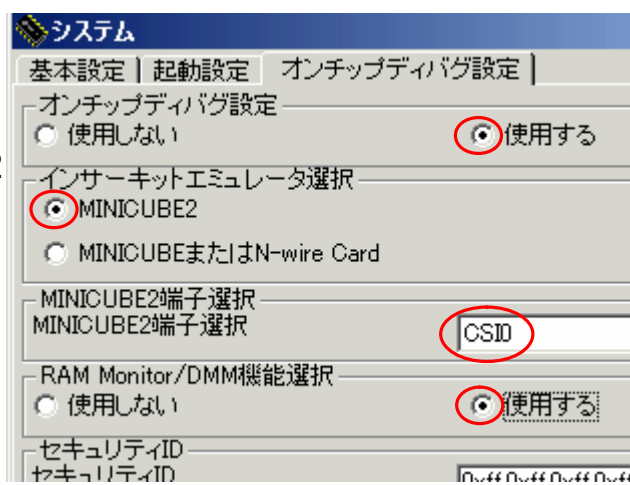 システム
基本設定 起動設定 オンチップディバグ設定
オンチップディバグ設定
使用しない 使用する
インサーキットエミュレータ選択
MINICUBE2
MINICUBEまたはN-wire Card
MINICUBE2端子選択
MINICUBE2端子選択 CSI0
RAM Monitor/DMM機能選択
使用しない 使用する
セキュリティID
セキュリティID 0xff 0xff 0xff 0xff